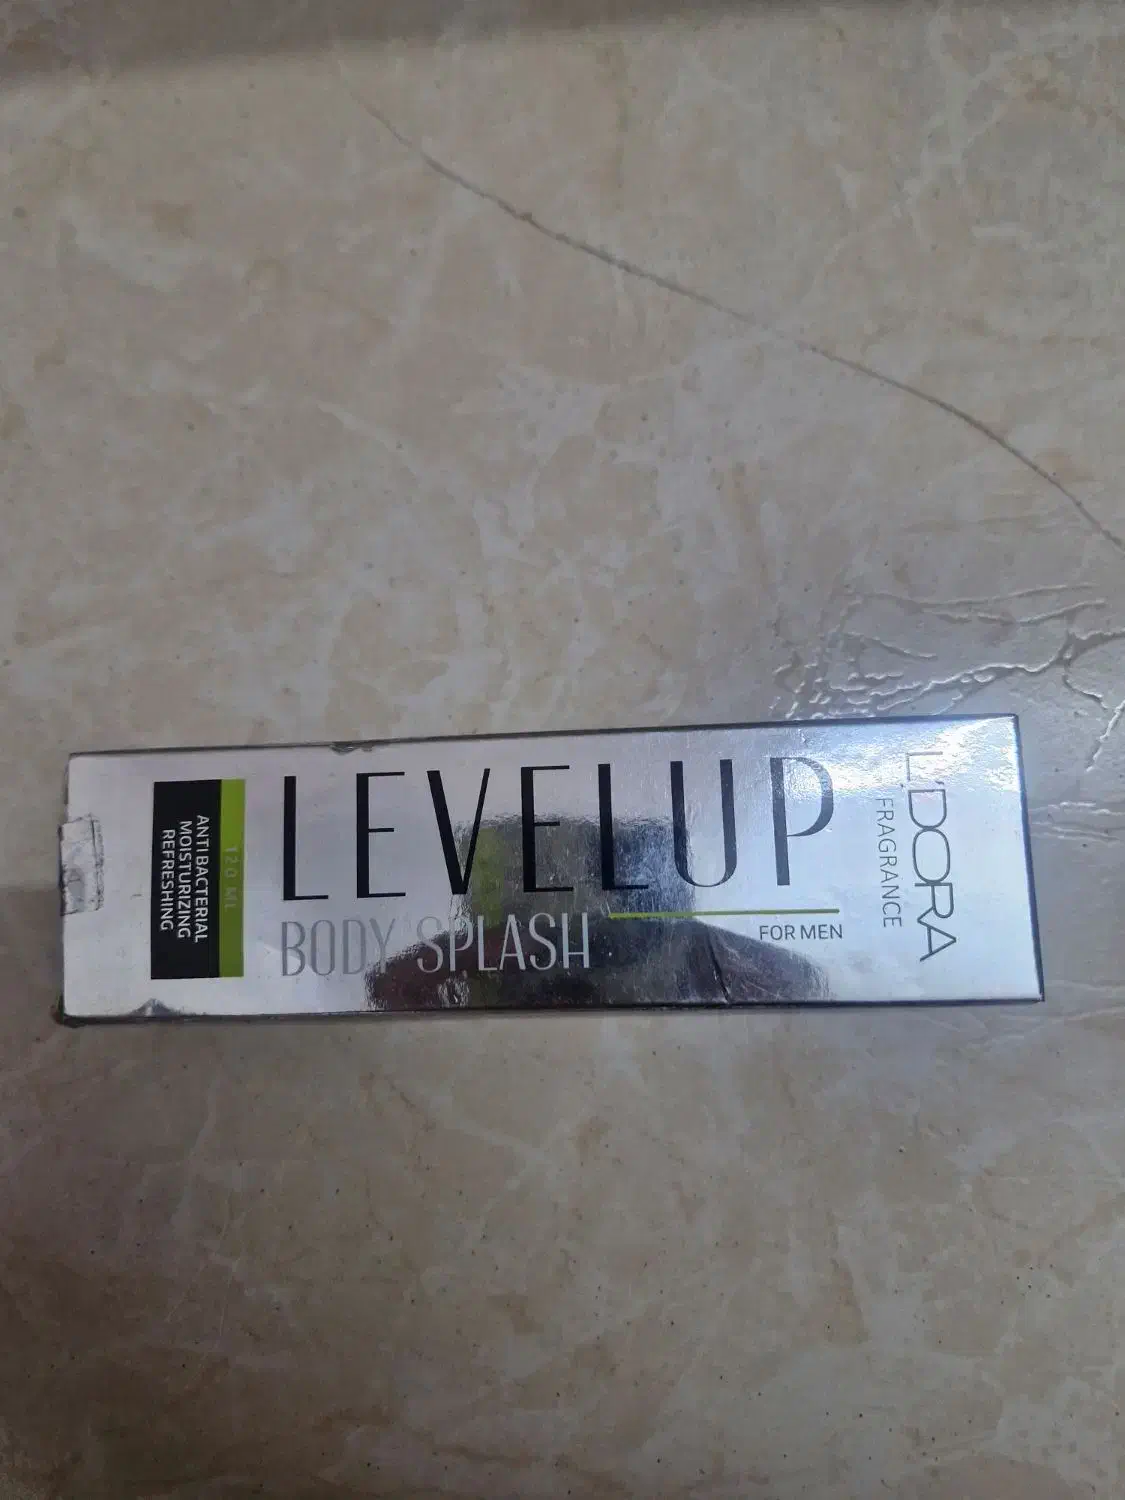 LEVELUP
BODY SPLASH
FOR MEN
L'DORA
FRAGRANCE
120 ML
ANTI BACTERIAL
MOISTURIZING
REFRESHING